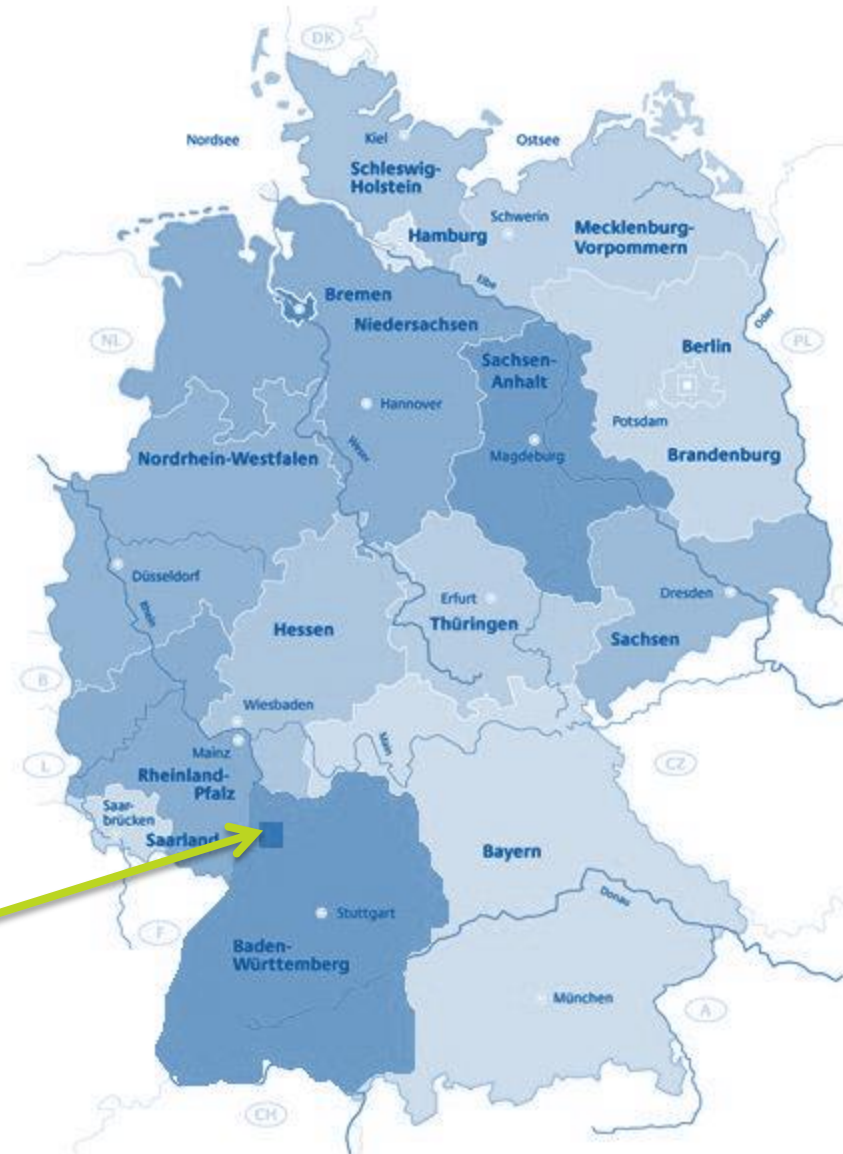 DK
Nordsee
Kiel
Ostsee
Schleswig-
Holstein
Schwerin
Hamburg
Mecklenburg-
Vorpommern
Elbe
Bremen
Niedersachsen
Oder
NL
Sachsen-
Anhalt
Berlin
PL
Hannover
Potsdam
Weser
Nordrhein-Westfalen
Magdeburg
Brandenburg
Düsseldorf
Rhein
Erfurt
Dresden
Hessen
Thüringen
Sachsen
B
Wiesbaden
Main
Mainz
L
CZ
Rheinland-
Pfalz
Saar-
brücken
Saarland
Bayern
Donau
Stuttgart
F
Baden-
Württemberg
München
A
CH